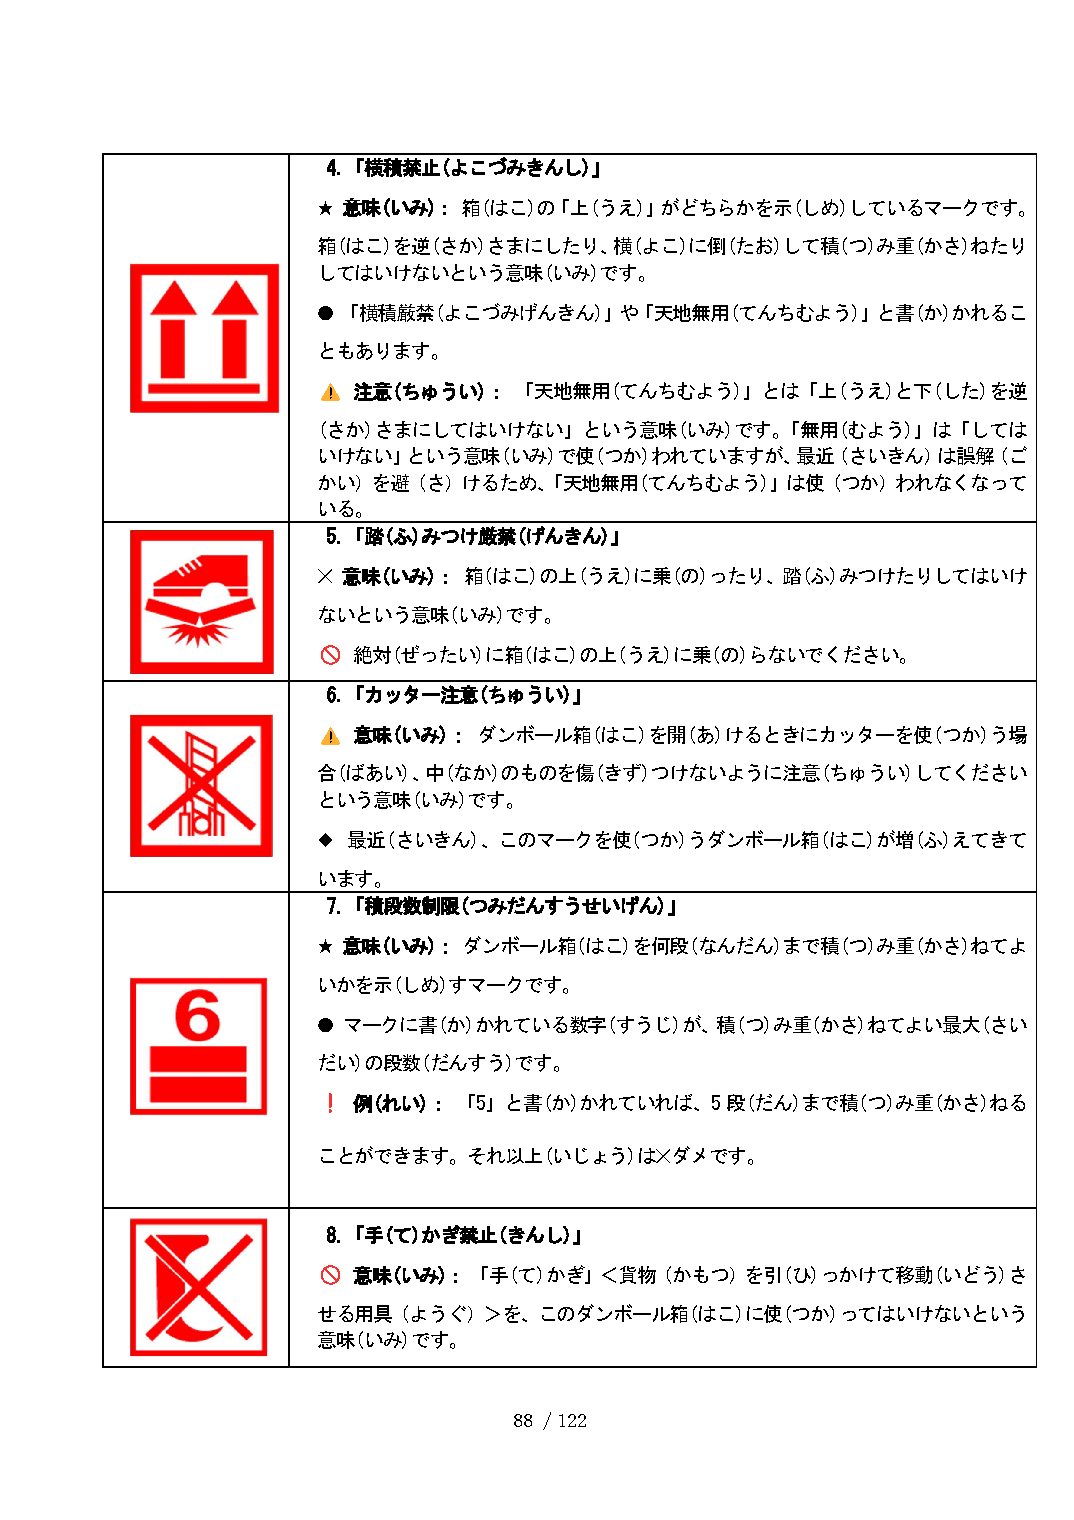 4.「横積禁止(よこづみきんし)」
★ 意味(いみ)： 箱(はこ)の「上(うえ)」がどちらかを示(しめ)しているマークです。
箱(はこ)を逆(さか)さまにしたり、横(よこ)に倒(たお)して積(つ)み重(かさ)ねたり
してはいけないという意味(いみ)です。
● 「横積厳禁(よこづみげんきん)」や「天地無用(てんちむよう)」と書(か)かれるこ
ともあります。
⚠ 注意(ちゅうい)： 「天地無用(てんちむよう)」とは「上(うえ)と下(した)を逆
(さか)さまにしてはいけない」という意味(いみ)です。「無用(むよう)」は「しては
いけない」という意味(いみ)で使(つか)われていますが、最近（さいきん）は誤解（ご
かい）を避（さ）けるため、「天地無用(てんちむよう)」は使（つか）われなくなって
いる。
5.「踏(ふ)みつけ厳禁(げんきん)」
× 意味(いみ)： 箱(はこ)の上(うえ)に乗(の)ったり、踏(ふ)みつけたりしてはいけ
ないという意味(いみ)です。
🚫 絶対(ぜったい)に箱(はこ)の上(うえ)に乗(の)らないでください。
6.「カッター注意(ちゅうい)」
⚠ 意味(いみ)： ダンボール箱(はこ)を開(あ)けるときにカッターを使(つか)う場
合(ばあい)、中(なか)のものを傷(きず)つけないように注意(ちゅうい)してください
という意味(いみ)です。
◆ 最近(さいきん)、このマークを使(つか)うダンボール箱(はこ)が増(ふ)えてきて
います。
6
7.「積段数制限(つみだんすうせいげん)」
★ 意味(いみ)： ダンボール箱(はこ)を何段(なんだん)まで積(つ)み重(かさ)ねてよ
いかを示(しめ)すマークです。
● マークに書(か)かれている数字(すうじ)が、積(つ)み重(かさ)ねてよい最大(さい
だい)の段数(だんすう)です。
❗ 例(れい)： 「5」と書(か)かれていれば、5段(だん)まで積(つ)み重(かさ)ねる
ことができます。それ以上(いじょう)は×ダメです。
8.「手(て)かぎ禁止(きんし)」
🚫 意味(いみ)： 「手(て)かぎ」＜貨物（かもつ）を引(ひ)っかけて移動(いどう)さ
せる用具（ようぐ）＞を、このダンボール箱(はこ)に使(つか)ってはいけないという
意味(いみ)です。
88 / 122